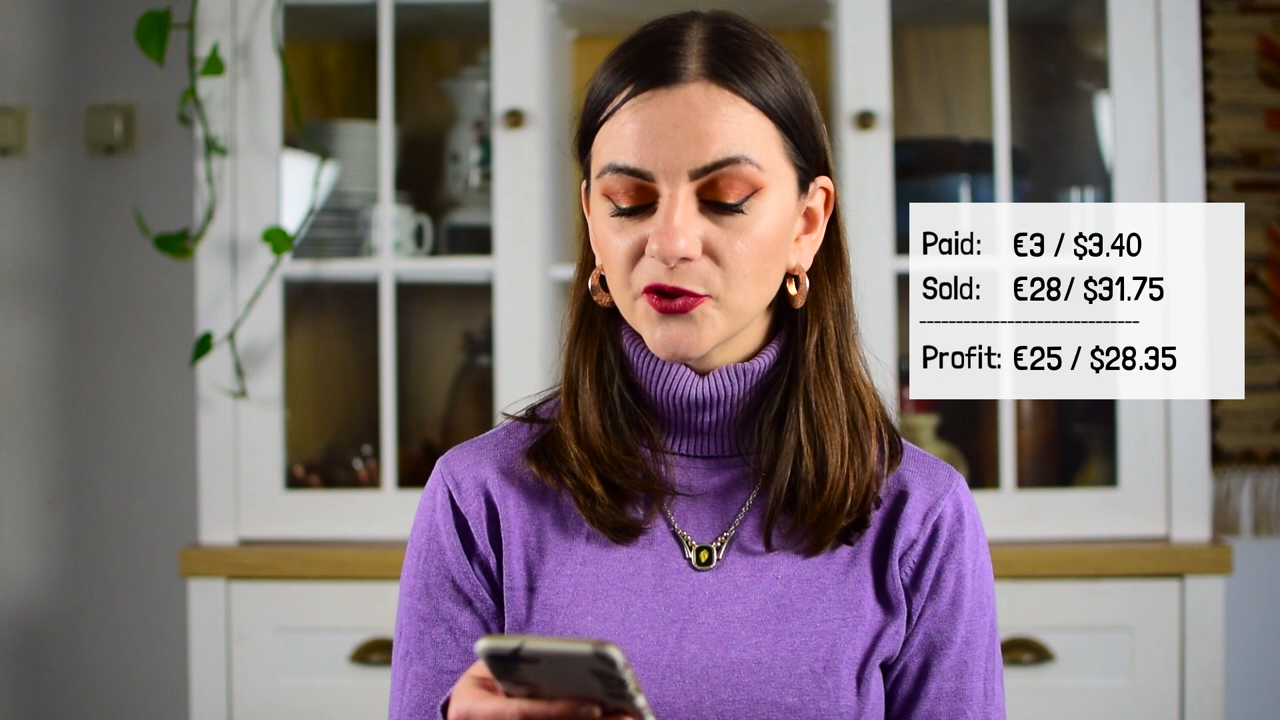 Paid: €3 / $3.40
Sold: €28/ $31.75
------------------------------
Profit: €25 / $28.35